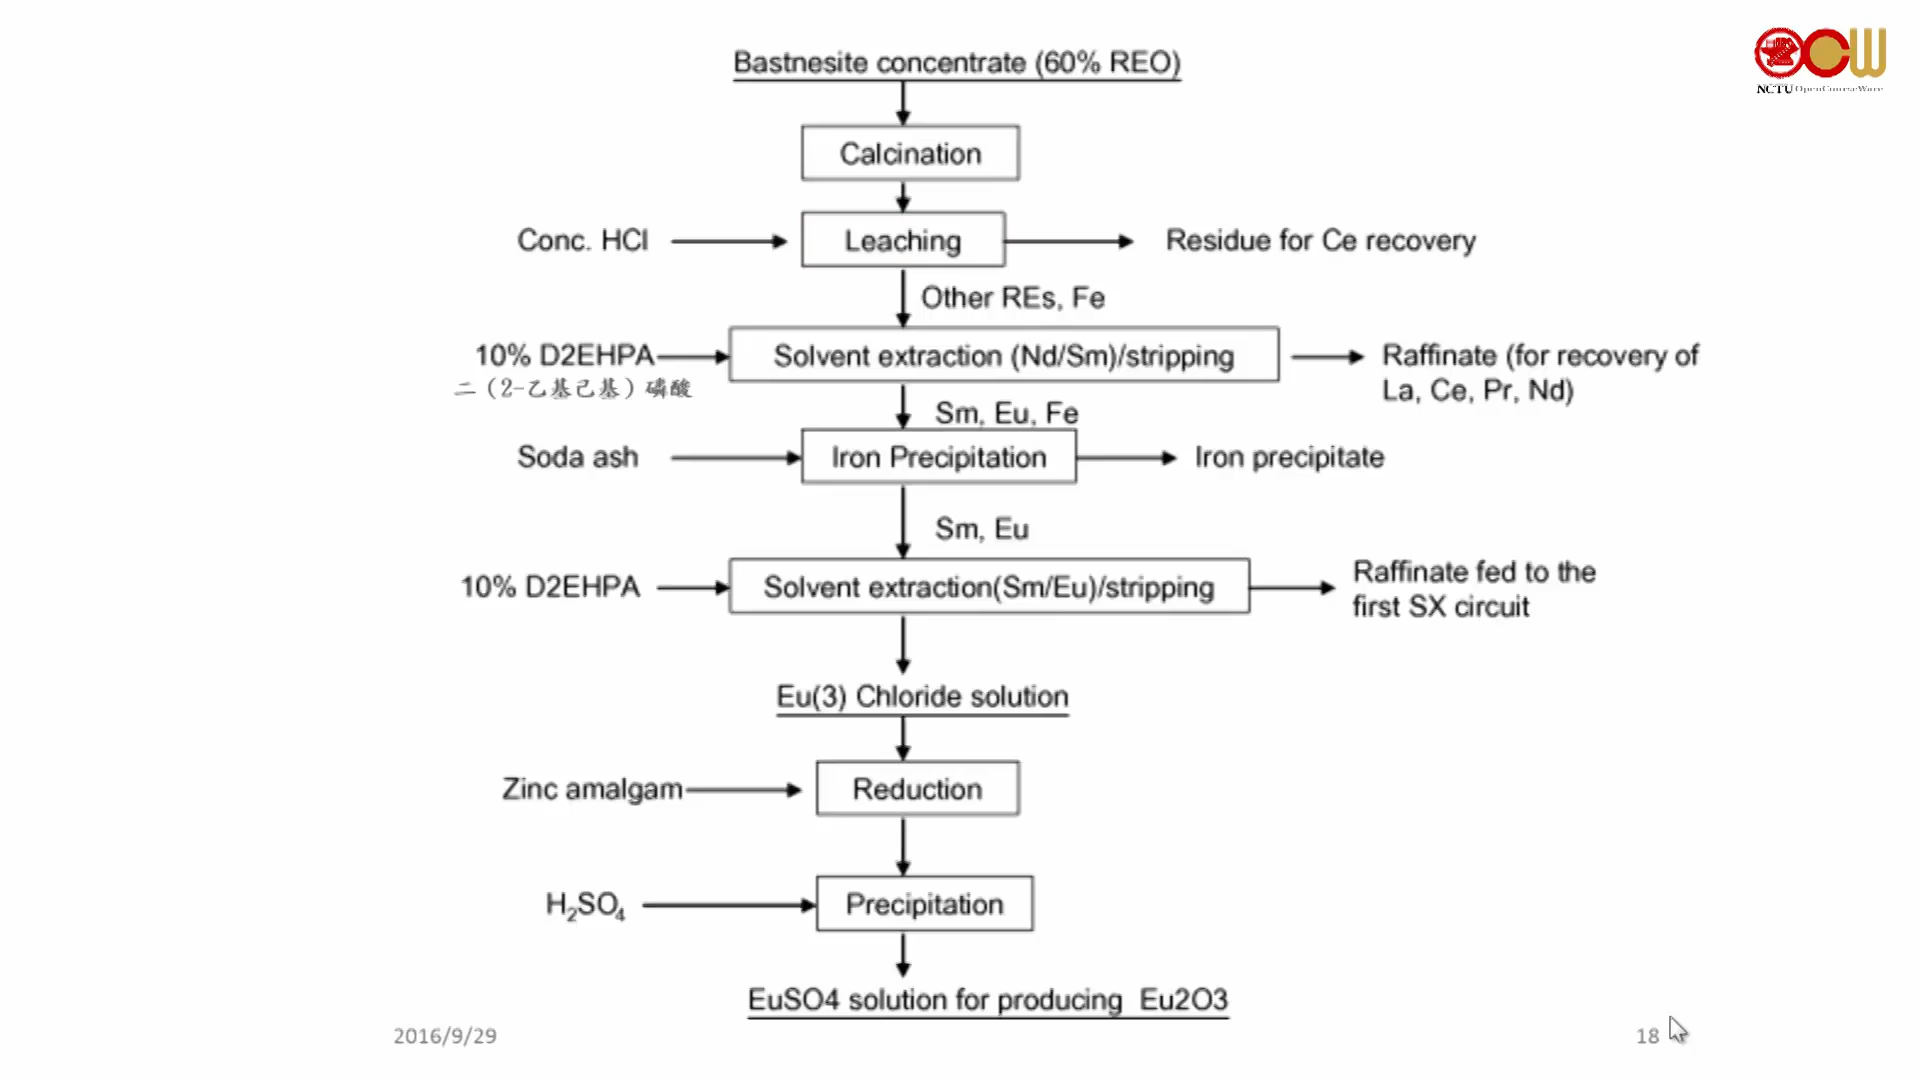 Bastnesite concentrate (60% REO)
Calcination
Conc. HCl
Leaching
Residue for Ce recovery
Other REs, Fe
10% D2EHPA
二（2-乙基己基）磷酸
Solvent extraction (Nd/Sm)/stripping
Raffinate (for recovery of
La, Ce, Pr, Nd)
Sm, Eu, Fe
Soda ash
Iron Precipitation
Iron precipitate
Sm, Eu
10% D2EHPA
Solvent extraction(Sm/Eu)/stripping
Raffinate fed to the
first SX circuit
Eu(3) Chloride solution
Zinc amalgam
Reduction
H₂SO₄
Precipitation
EuSO4 solution for producing Eu2O3
2016/9/29
18
OCW
NCTU OpenCourseWare